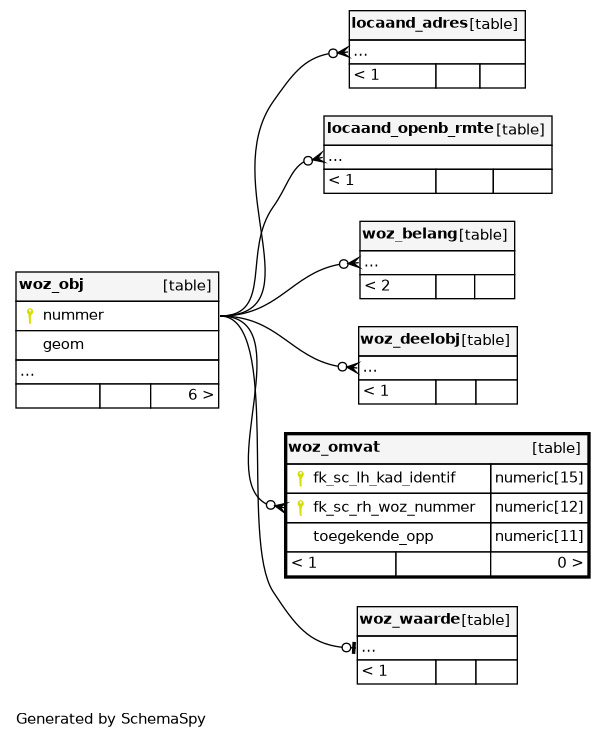 locaand_adres [table]
...
< 1
locaand_openb_rmte [table]
...
< 1
woz_belang [table]
...
< 2
woz_obj [table]
nummer
geom
...
6 >
woz_deelobj [table]
...
< 1
woz_omvat [table]
fk_sc_lh_kad_identif numeric[15]
fk_sc_rh_woz_nummer numeric[12]
toegekende_opp numeric[11]
< 1 0 >
woz_waarde [table]
...
< 1
Generated by SchemaSpy